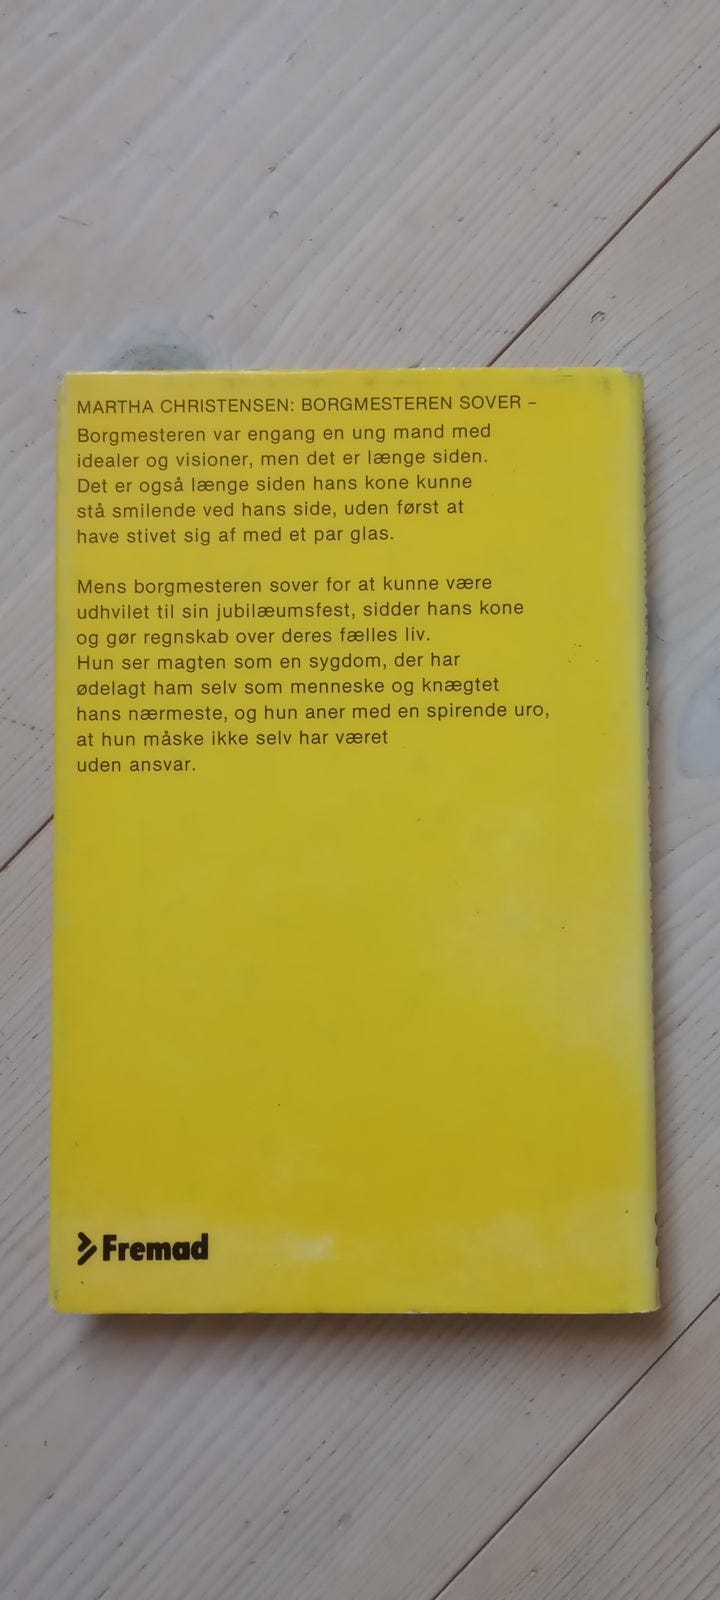 MARTHA CHRISTENSEN: BORGMESTEREN SOVER –
Borgmesteren var engang en ung mand med
idealer og visioner, men det er længe siden.
Det er også længe siden hans kone kunne
stå smilende ved hans side, uden først at
have stivet sig af med et par glas.
Mens borgmesteren sover for at kunne være
udhvilet til sin jubilæumsfest, sidder hans kone
og gør regnskab over deres fælles liv.
Hun ser magten som en sygdom, der har
ødelagt ham selv som menneske og knægtet
hans nærmeste, og hun aner med en spirende uro,
at hun måske ikke selv har været
uden ansvar.
Fremad